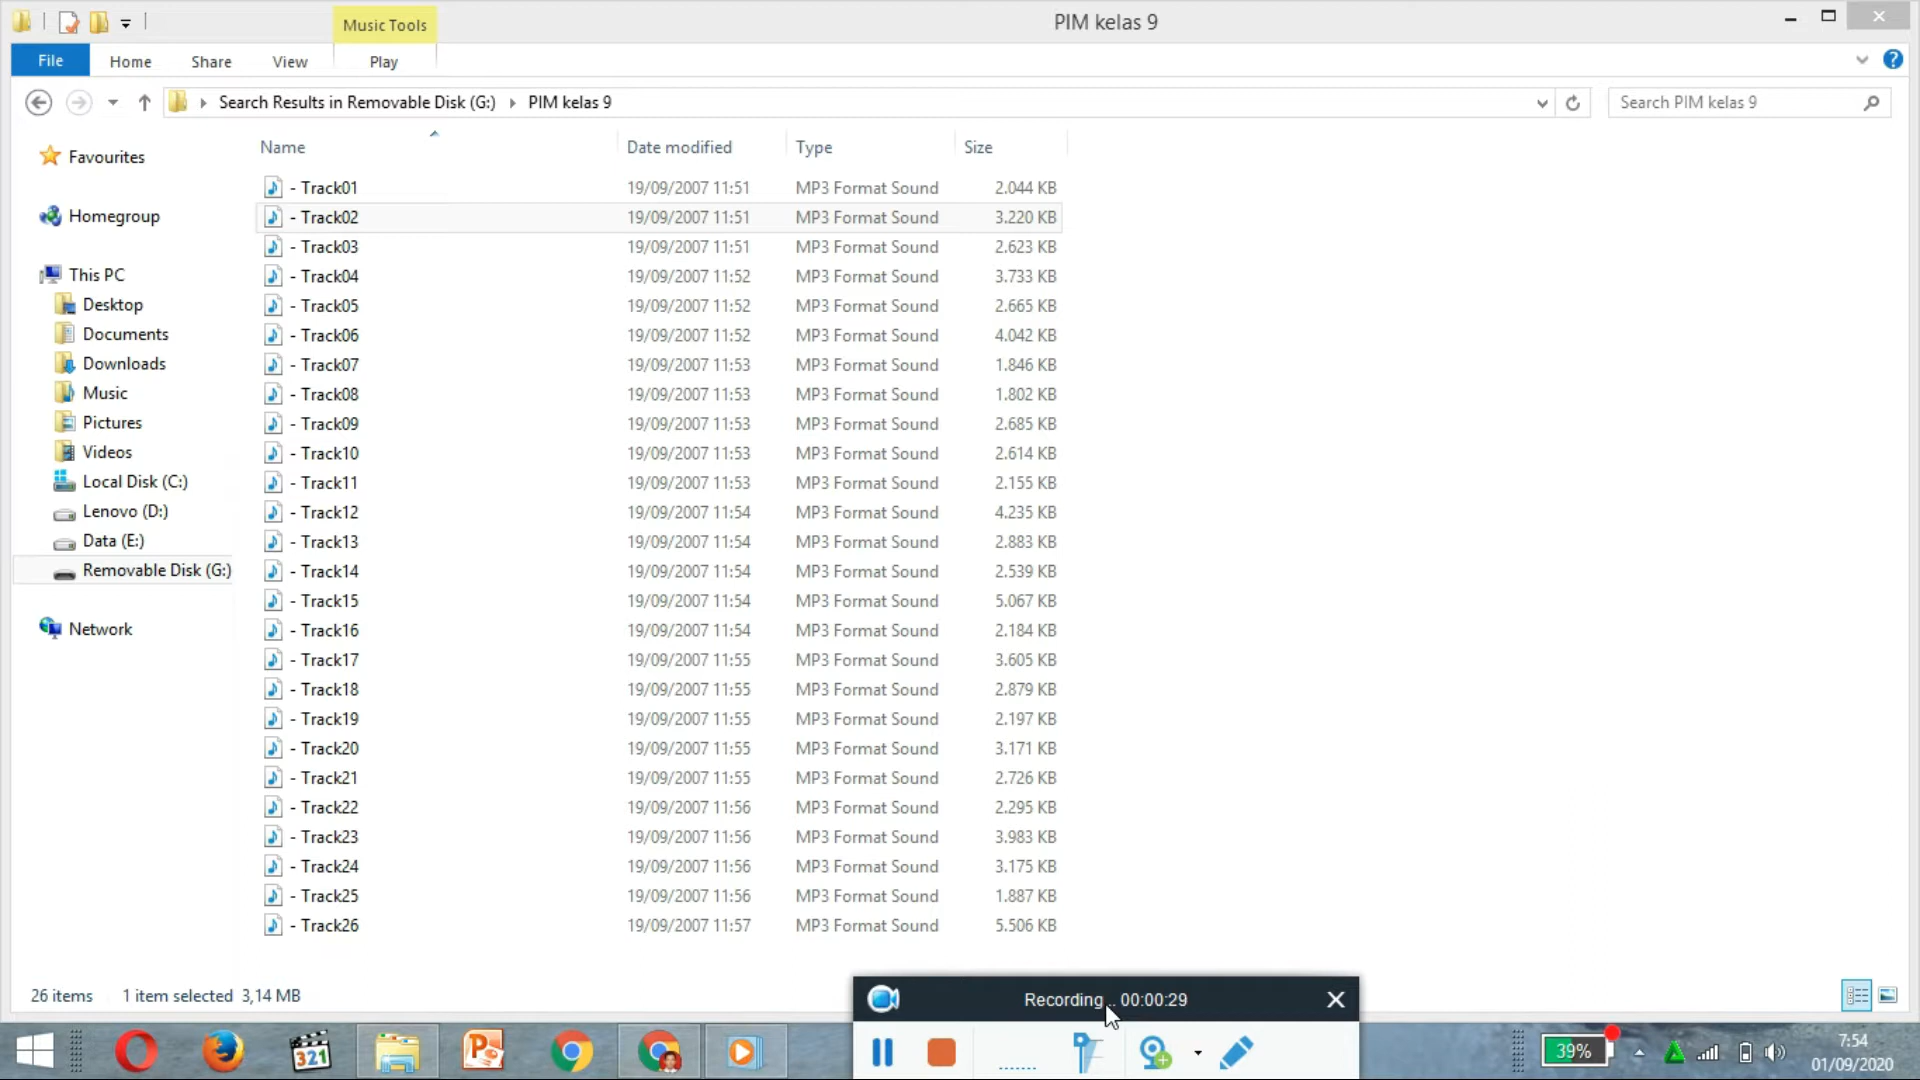 Music Tools
PIM kelas 9
File Home Share View Play
Search Results in Removable Disk (G:) PIM kelas 9
Search PIM kelas 9
Favourites
Homegroup
This PC
Desktop
Documents
Downloads
Music
Pictures
Videos
Local Disk (C:)
Lenovo (D:)
Data (E:)
Removable Disk (G:)
Network
Name Date modified Type Size
- Track01 19/09/2007 11:51 MP3 Format Sound 2.044 KB
- Track02 19/09/2007 11:51 MP3 Format Sound 3.220 KB
- Track03 19/09/2007 11:51 MP3 Format Sound 2.623 KB
- Track04 19/09/2007 11:52 MP3 Format Sound 3.733 KB
- Track05 19/09/2007 11:52 MP3 Format Sound 2.665 KB
- Track06 19/09/2007 11:52 MP3 Format Sound 4.042 KB
- Track07 19/09/2007 11:53 MP3 Format Sound 1.846 KB
- Track08 19/09/2007 11:53 MP3 Format Sound 1.802 KB
- Track09 19/09/2007 11:53 MP3 Format Sound 2.685 KB
- Track10 19/09/2007 11:53 MP3 Format Sound 2.614 KB
- Track11 19/09/2007 11:53 MP3 Format Sound 2.155 KB
- Track12 19/09/2007 11:54 MP3 Format Sound 4.235 KB
- Track13 19/09/2007 11:54 MP3 Format Sound 2.883 KB
- Track14 19/09/2007 11:54 MP3 Format Sound 2.539 KB
- Track15 19/09/2007 11:54 MP3 Format Sound 5.067 KB
- Track16 19/09/2007 11:54 MP3 Format Sound 2.184 KB
- Track17 19/09/2007 11:55 MP3 Format Sound 3.605 KB
- Track18 19/09/2007 11:55 MP3 Format Sound 2.879 KB
- Track19 19/09/2007 11:55 MP3 Format Sound 2.197 KB
- Track20 19/09/2007 11:55 MP3 Format Sound 3.171 KB
- Track21 19/09/2007 11:55 MP3 Format Sound 2.726 KB
- Track22 19/09/2007 11:56 MP3 Format Sound 2.295 KB
- Track23 19/09/2007 11:56 MP3 Format Sound 3.983 KB
- Track24 19/09/2007 11:56 MP3 Format Sound 3.175 KB
- Track25 19/09/2007 11:56 MP3 Format Sound 1.887 KB
- Track26 19/09/2007 11:57 MP3 Format Sound 5.506 KB
26 items 1 item selected 3,14 MB
Recording... 00:00:29
321
39%
7:54
01/09/2020